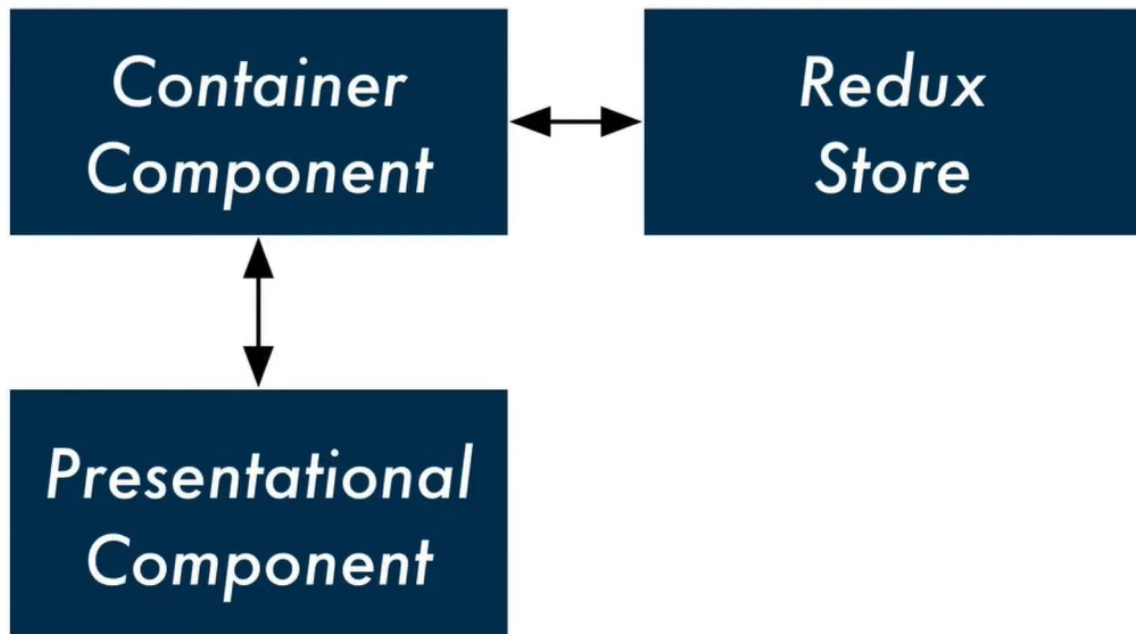 Container
Component
Redux
Store
Presentational
Component